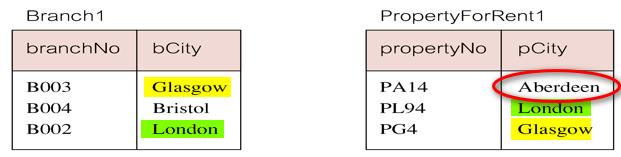 Branch1
branchNo bCity
B003 Glasgow
B004 Bristol
B002 London
PropertyForRent1
propertyNo pCity
PA14 Aberdeen
PL94 London
PG4 Glasgow